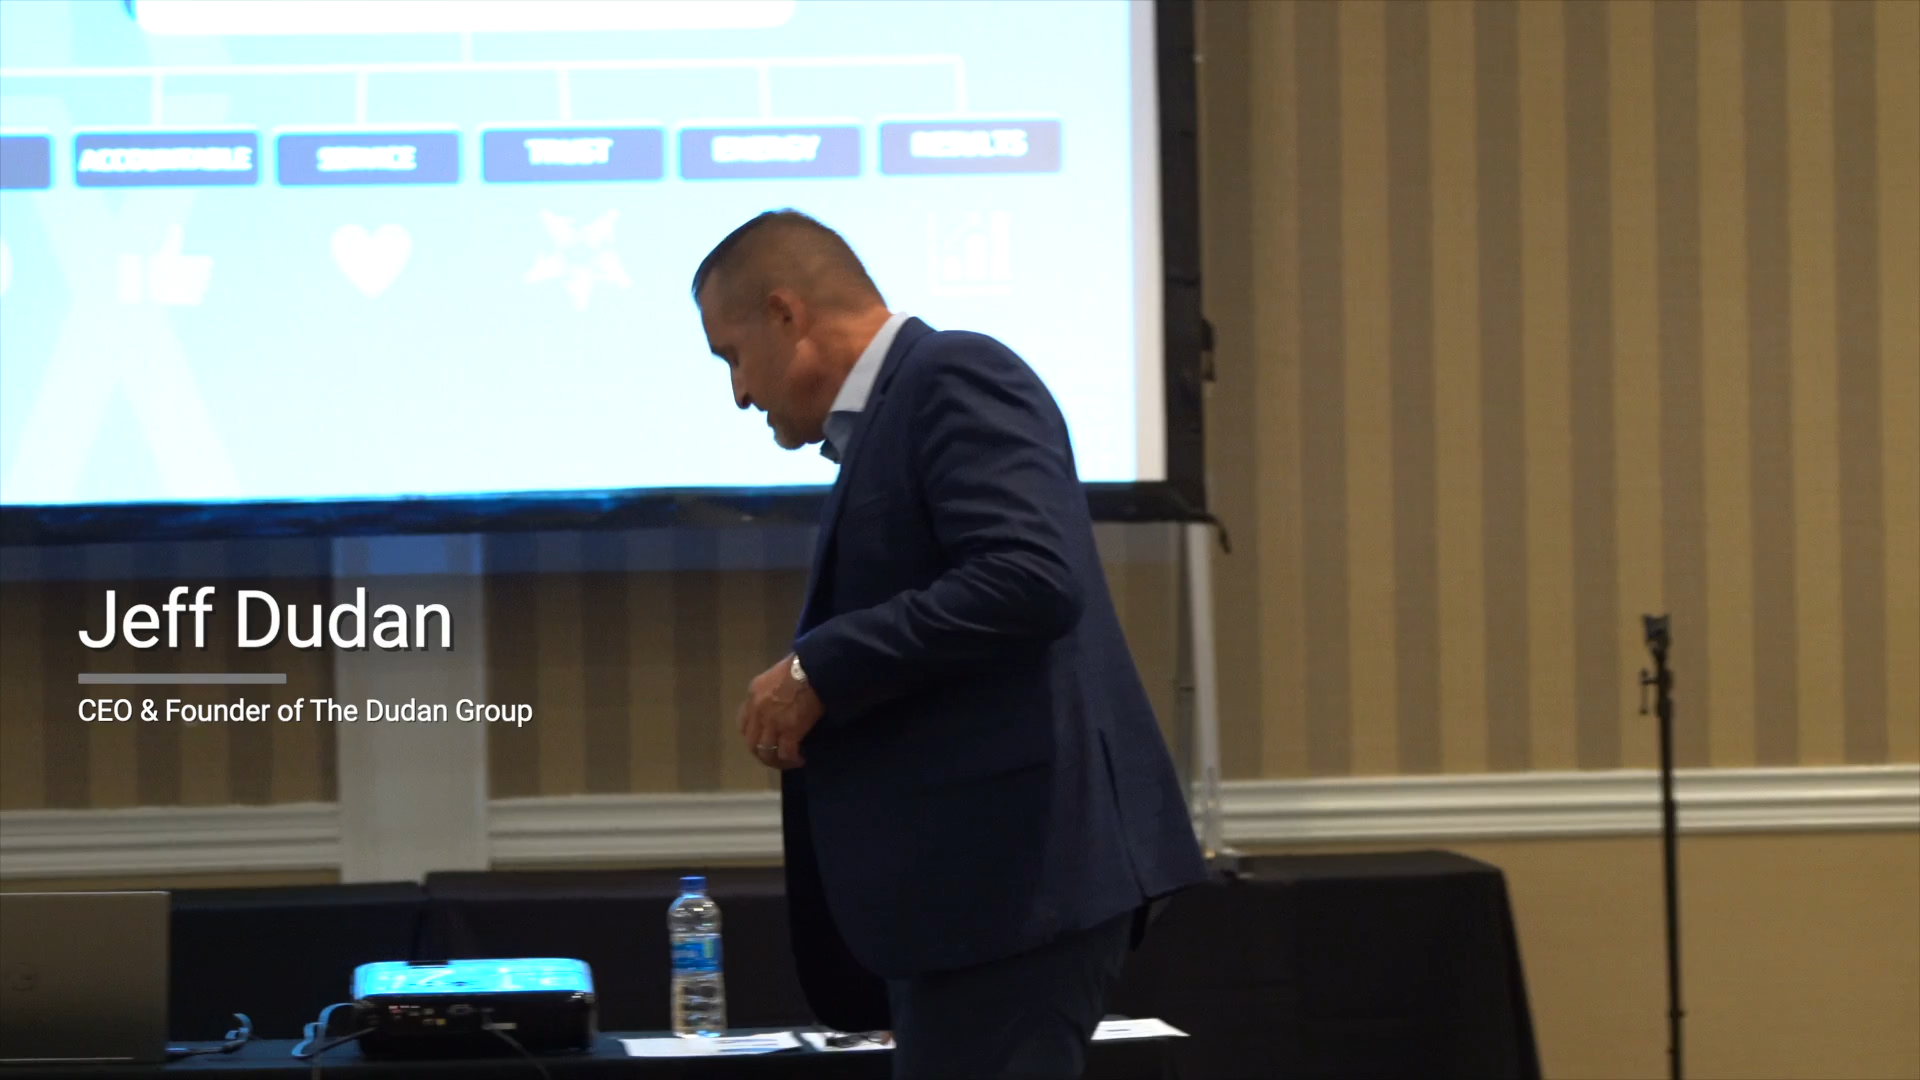 ACCOUNTABLE
SERVICE
TRUST
ENERGY
RESULTS
Jeff Dudan
CEO & Founder of The Dudan Group